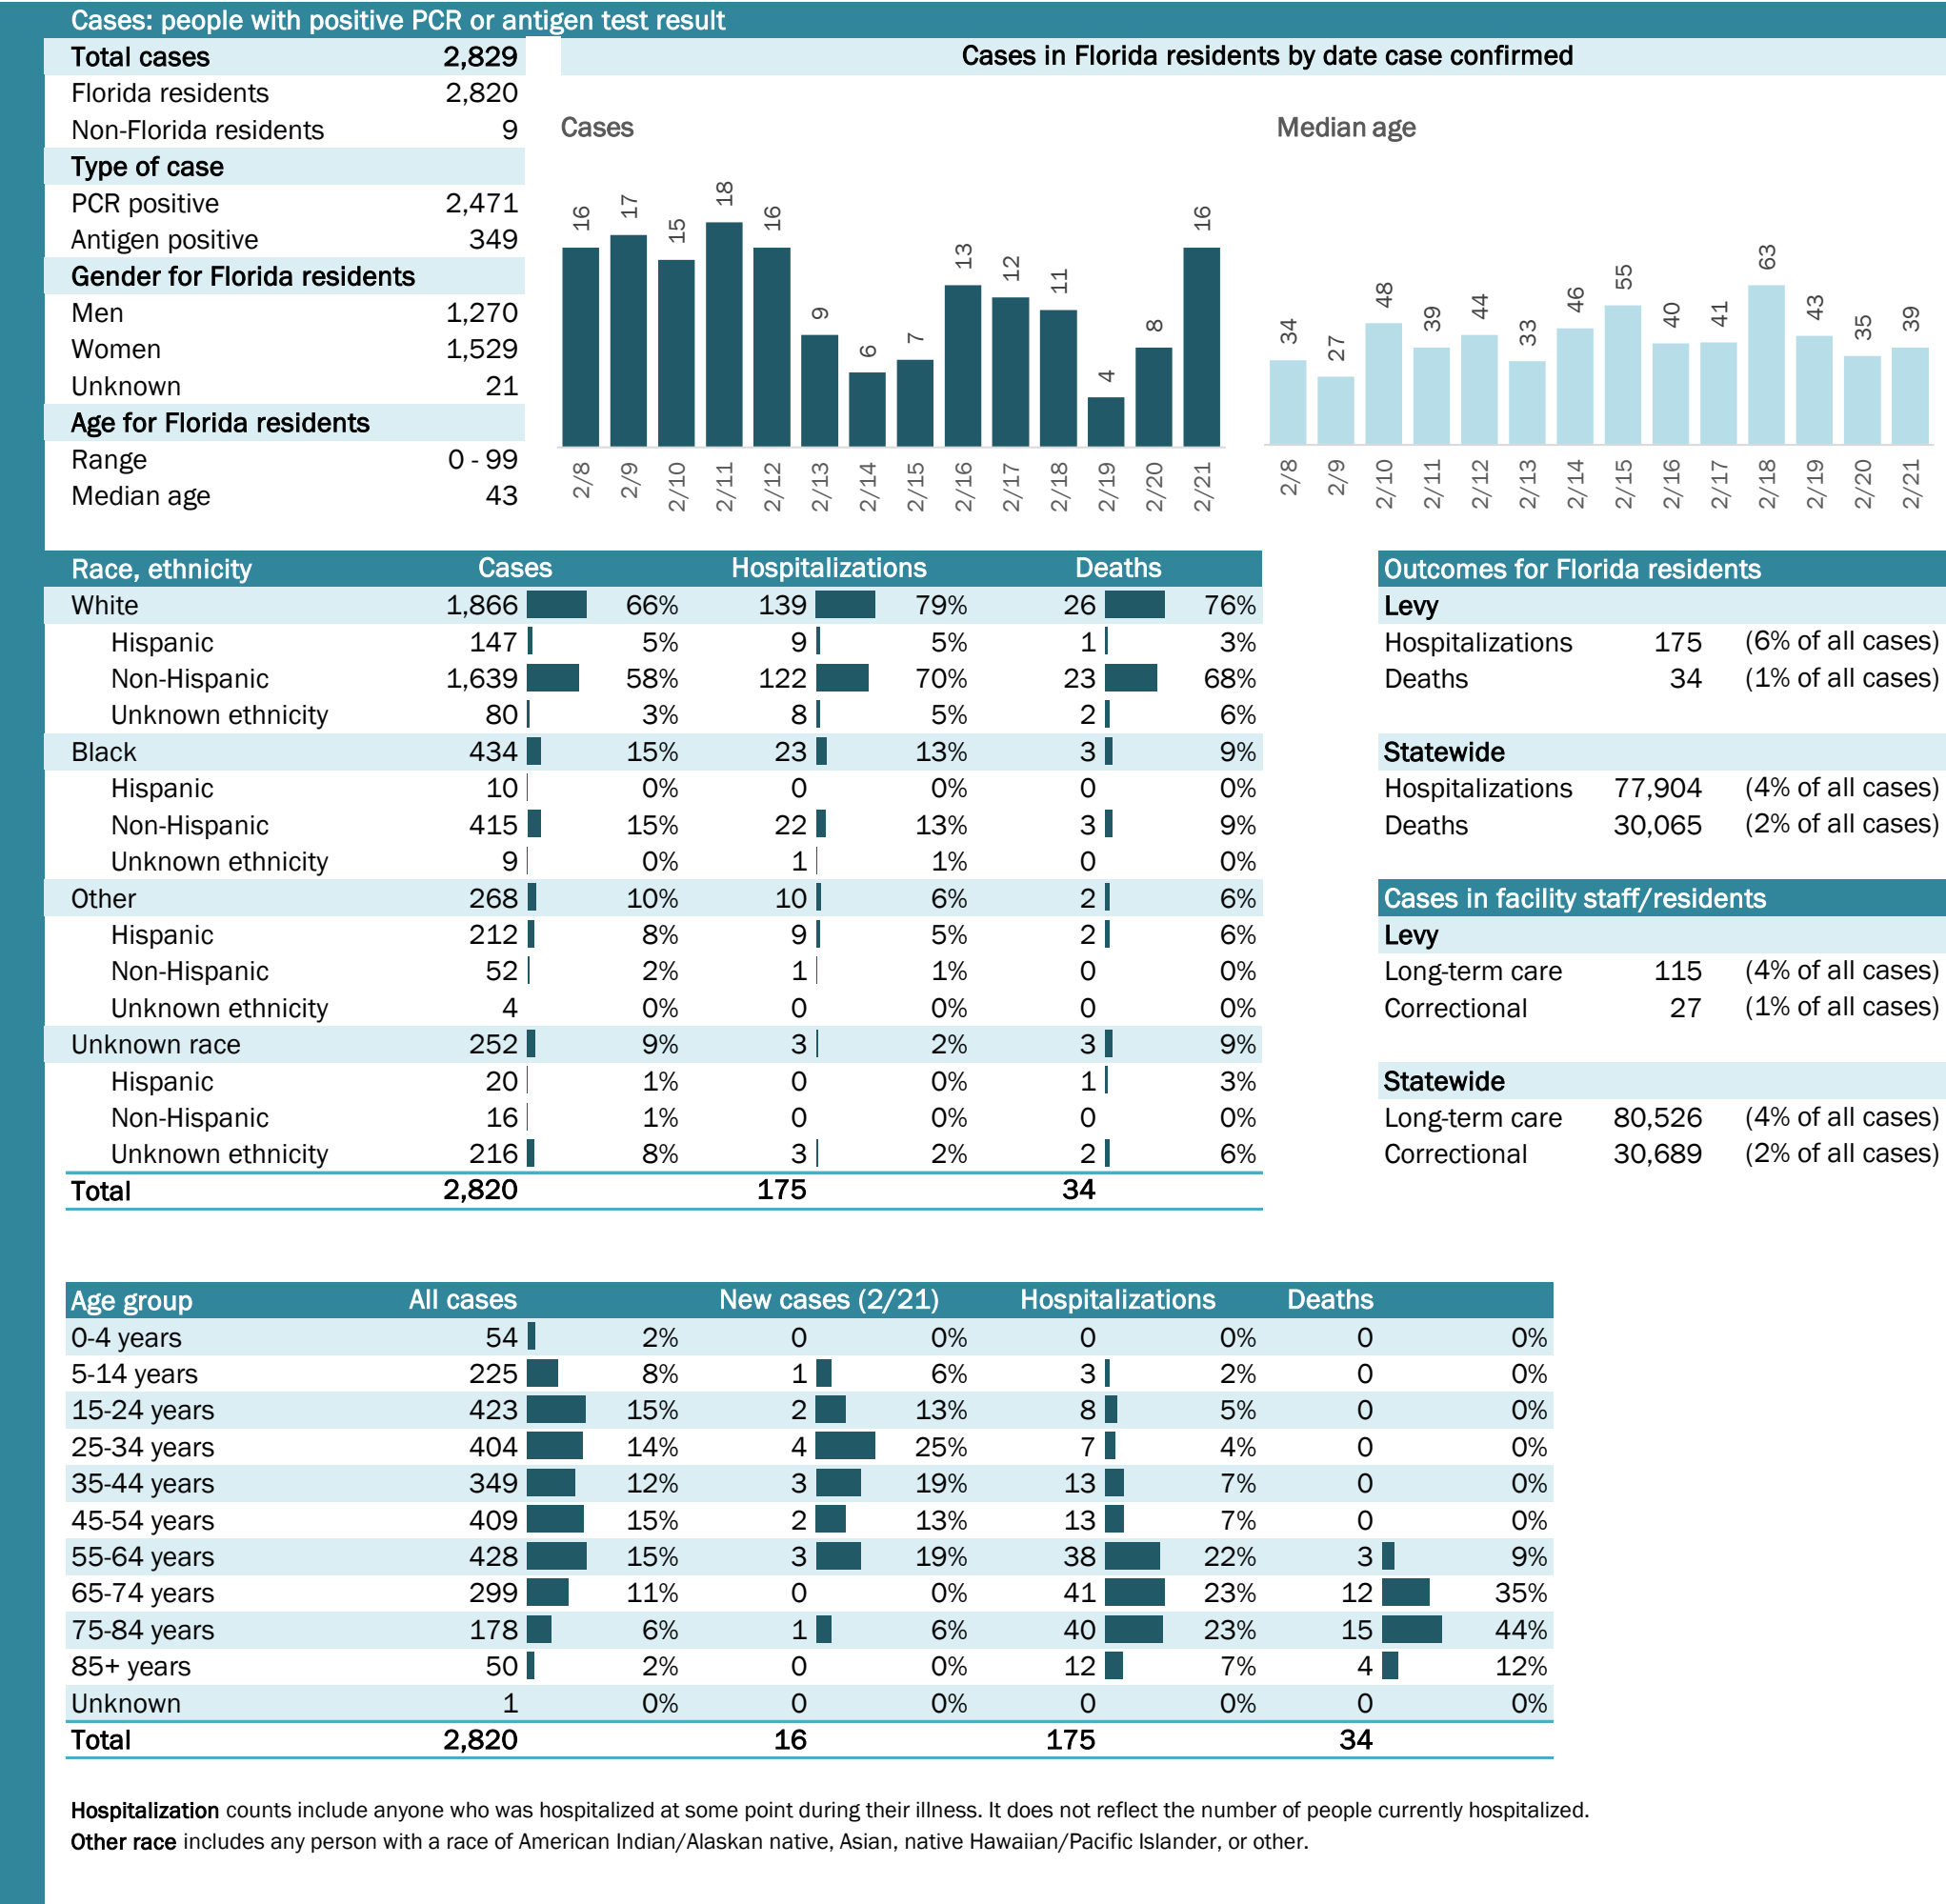 Cases: people with positive PCR or antigen test result
Total cases 2,829
Florida residents 2,820
Non-Florida residents 9
Type of case
PCR positive 2,471
Antigen positive 349
Gender for Florida residents
Men 1,270
Women 1,529
Unknown 21
Age for Florida residents
Range 0 - 99
Median age 43
Cases in Florida residents by date case confirmed
Cases
16 17 15 18 16 9 6 7 13 12 11 4 8 16
2/8 2/9 2/10 2/11 2/12 2/13 2/14 2/15 2/16 2/17 2/18 2/19 2/20 2/21
Median age
34 27 48 39 44 33 46 55 40 41 63 43 35 39
2/8 2/9 2/10 2/11 2/12 2/13 2/14 2/15 2/16 2/17 2/18 2/19 2/20 2/21
Race, ethnicity Cases Hospitalizations Deaths
White 1,866 66% 139 79% 26 76%
Hispanic 147 5% 9 5% 1 3%
Non-Hispanic 1,639 58% 122 70% 23 68%
Unknown ethnicity 80 3% 8 5% 2 6%
Black 434 15% 23 13% 3 9%
Hispanic 10 0% 0 0% 0 0%
Non-Hispanic 415 15% 22 13% 3 9%
Unknown ethnicity 9 0% 1 1% 0 0%
Other 268 10% 10 6% 2 6%
Hispanic 212 8% 9 5% 2 6%
Non-Hispanic 52 2% 1 1% 0 0%
Unknown ethnicity 4 0% 0 0% 0 0%
Unknown race 252 9% 3 2% 3 9%
Hispanic 20 1% 0 0% 1 3%
Non-Hispanic 16 1% 0 0% 0 0%
Unknown ethnicity 216 8% 3 2% 2 6%
Total 2,820 175 34
Outcomes for Florida residents
Levy
Hospitalizations 175 (6% of all cases)
Deaths 34 (1% of all cases)
Statewide
Hospitalizations 77,904 (4% of all cases)
Deaths 30,065 (2% of all cases)
Cases in facility staff/residents
Levy
Long-term care 115 (4% of all cases)
Correctional 27 (1% of all cases)
Statewide
Long-term care 80,526 (4% of all cases)
Correctional 30,689 (2% of all cases)
Age group All cases New cases (2/21) Hospitalizations Deaths
0-4 years 54 2% 0 0% 0 0% 0 0%
5-14 years 225 8% 1 6% 3 2% 0 0%
15-24 years 423 15% 2 13% 8 5% 0 0%
25-34 years 404 14% 4 25% 7 4% 0 0%
35-44 years 349 12% 3 19% 13 7% 0 0%
45-54 years 409 15% 2 13% 13 7% 0 0%
55-64 years 428 15% 3 19% 38 22% 3 9%
65-74 years 299 11% 0 0% 41 23% 12 35%
75-84 years 178 6% 1 6% 40 23% 15 44%
85+ years 50 2% 0 0% 12 7% 4 12%
Unknown 1 0% 0 0% 0 0% 0 0%
Total 2,820 16 175 34
Hospitalization counts include anyone who was hospitalized at some point during their illness. It does not reflect the number of people currently hospitalized.
Other race includes any person with a race of American Indian/Alaskan native, Asian, native Hawaiian/Pacific Islander, or other.